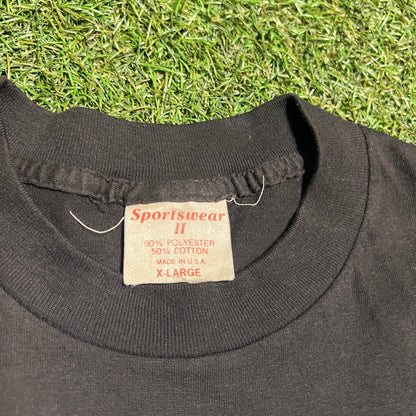 Sportswear
II
50% POLYESTER
50% COTTON
MADE IN U.S.A.
X-LARGE